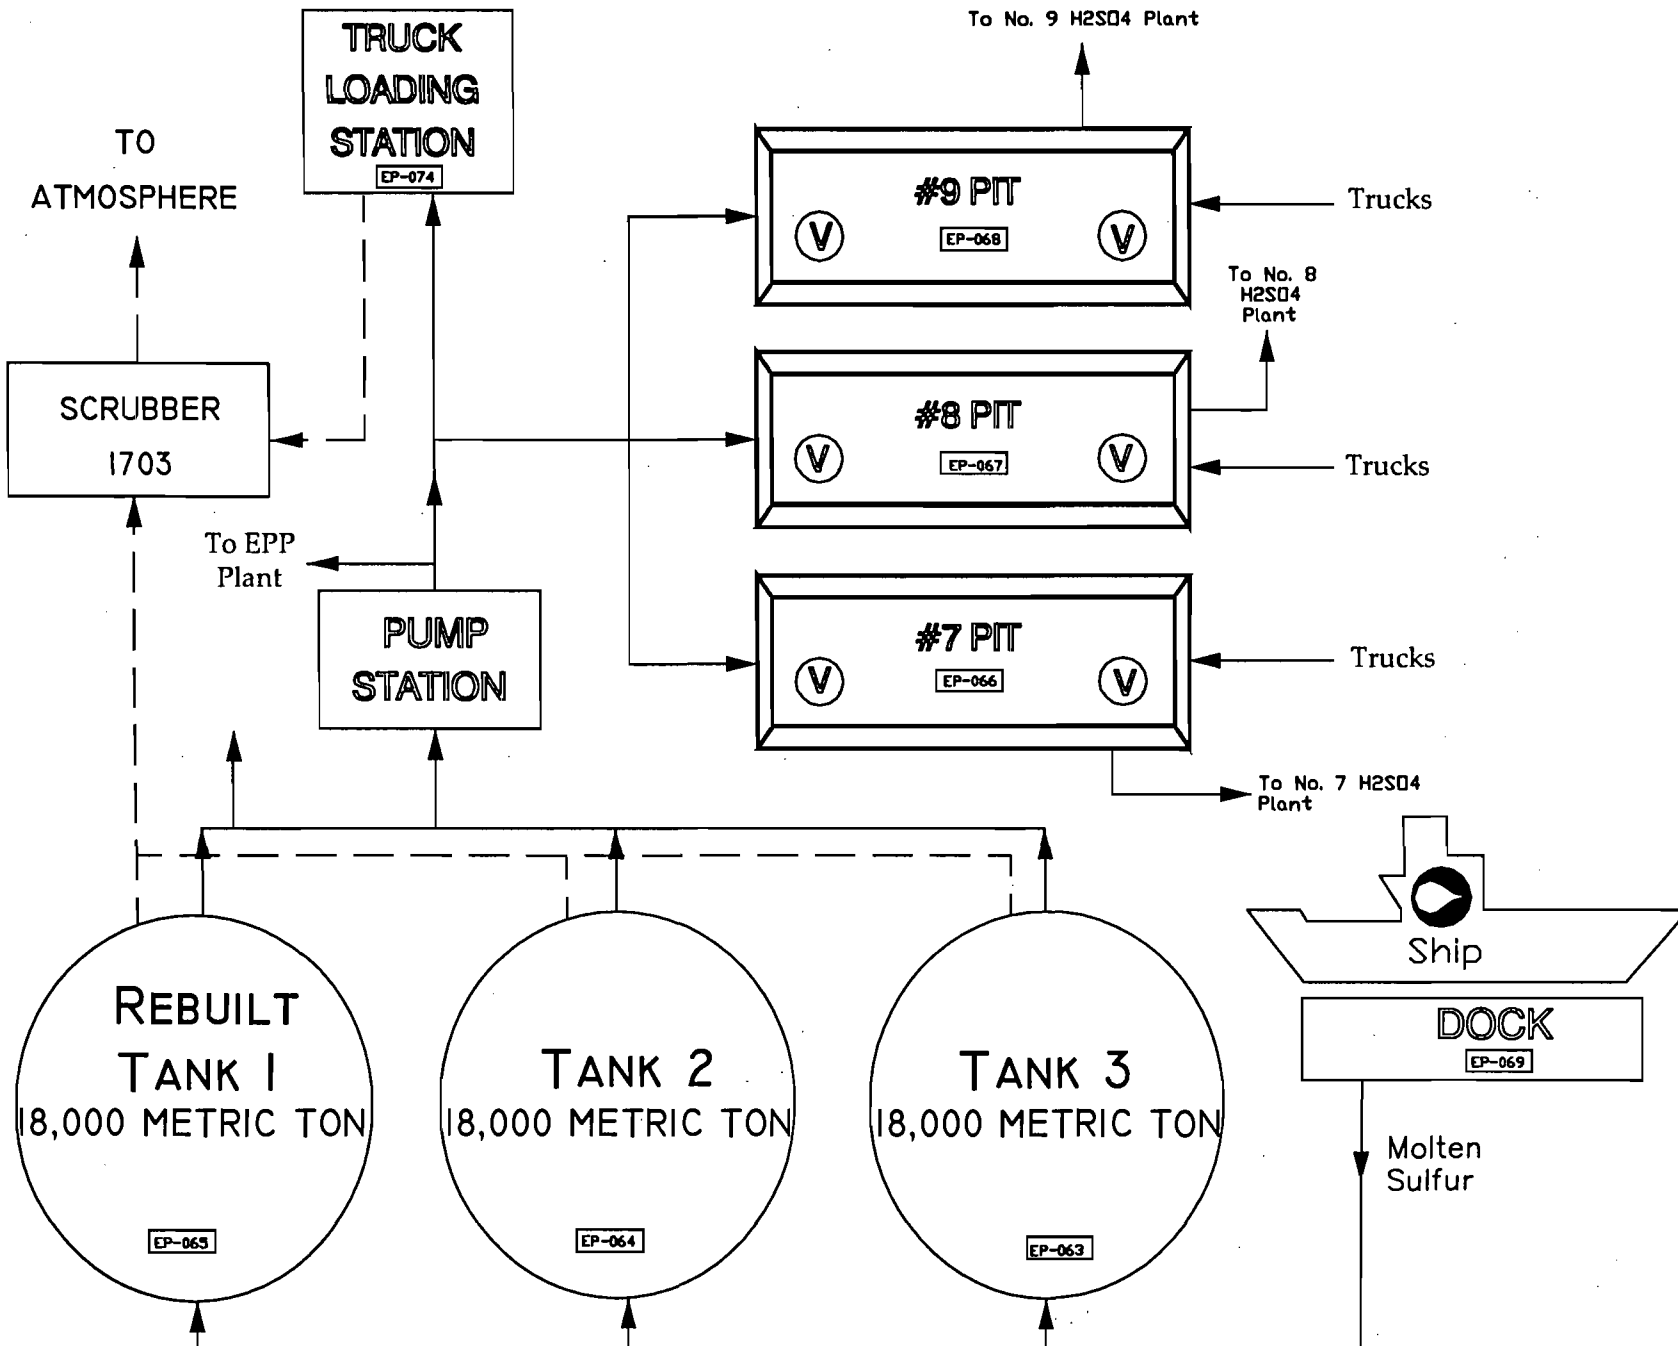 To No. 9 H2SO4 Plant
TRUCK
LOADING
STATION
EP-074
TO
ATMOSPHERE
#9 PIT
V
EP-068
V
Trucks
To No. 8
H2SO4
Plant
SCRUBBER
1703
#8 PIT
V
EP-067
V
Trucks
To EPP
Plant
PUMP
STATION
#7 PIT
V
EP-066
V
Trucks
To No. 7 H2SO4
Plant
Ship
DOCK
EP-069
REBUILT
TANK 1
18,000 METRIC TON
EP-065
TANK 2
18,000 METRIC TON
EP-064
TANK 3
18,000 METRIC TON
EP-063
Molten
Sulfur